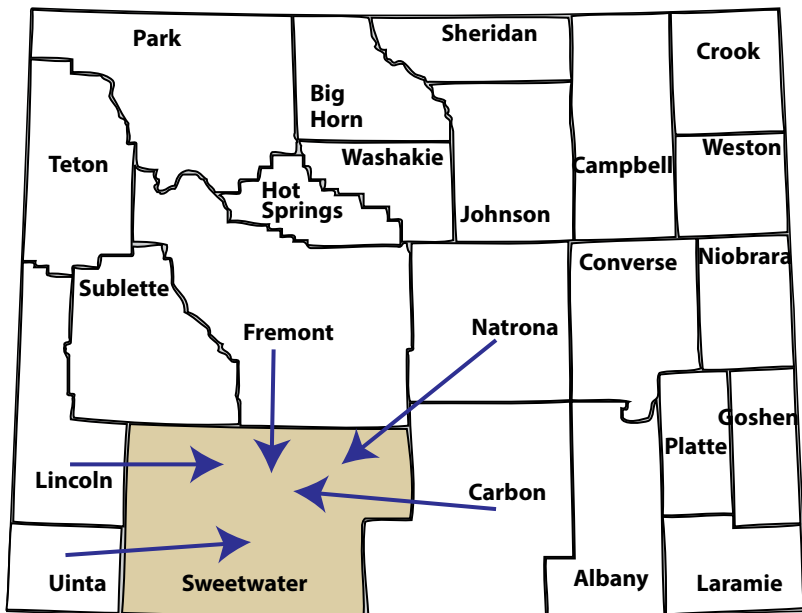 Sheridan
Park
Crook
Big
Horn
Weston
Washakie
Teton
Campbell
Hot
Springs
Johnson
Niobrara
Converse
Sublette
Natrona
Fremont
Goshen
Platte
Lincoln
Carbon
Uinta
Sweetwater
Albany
Laramie